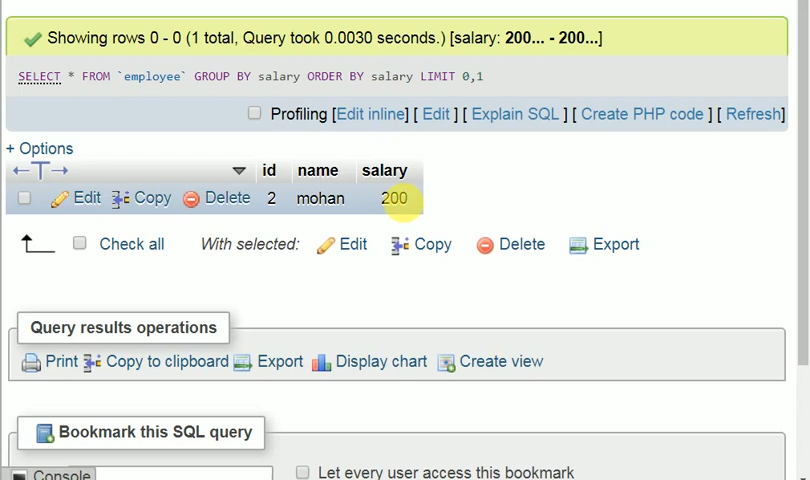 Showing rows 0 - 0 (1 total, Query took 0.0030 seconds.) [salary: 200... - 200...]
SELECT * FROM `employee` GROUP BY salary ORDER BY salary LIMIT 0,1
Profiling [Edit inline] [ Edit ] [ Explain SQL ] [ Create PHP code ] [ Refresh]
+ Options
←T→ id name salary
Edit Copy Delete 2 mohan 200
Check all With selected: Edit Copy Delete Export
Query results operations
Print Copy to clipboard Export Display chart Create view
Bookmark this SQL query
Console Let every user access this bookmark